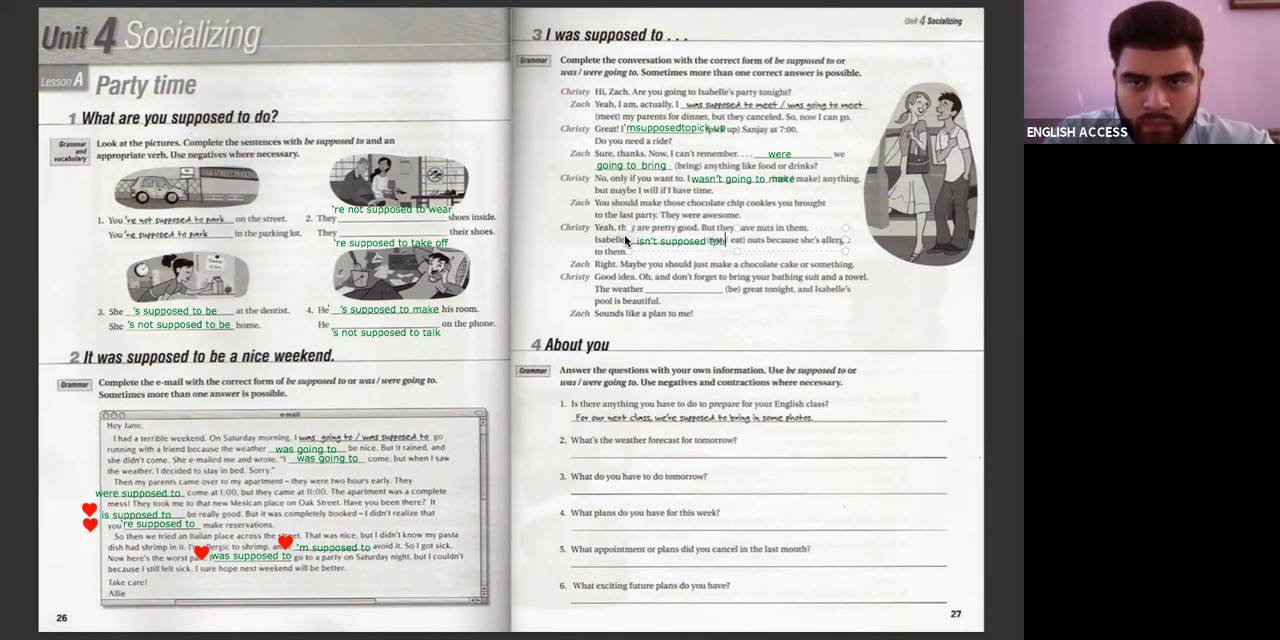 Unit 4 Socializing
Lesson A
Party time
1 What are you supposed to do?
Grammar
and
vocabulary
Look at the pictures. Complete the sentences with be supposed to and an
appropriate verb. Use negatives where necessary.
OAK STREET PARKING
1. You 're not supposed to park on the street.
You 're supposed to park in the parking lot.
're not supposed to wear
2. They shoes inside.
They their shoes.
're supposed to take off
3. She 's supposed to be at the dentist.
She 's not supposed to be home.
4. He 's supposed to make his room.
He on the phone.
's not supposed to talk
2 It was supposed to be a nice weekend.
Grammar
Complete the e-mail with the correct form of be supposed to or was / were going to.
Sometimes more than one answer is possible.
e-mail
Hey Jane,
I had a terrible weekend. On Saturday morning, I was going to / was supposed to go
running with a friend because the weather was going to be nice. But it rained, and
she didn't come. She e-mailed me and wrote, "I was going to come, but when I saw
the weather, I decided to stay in bed. Sorry."
Then my parents came over to my apartment – they were two hours early. They
were supposed to come at 1:00, but they came at 11:00. The apartment was a complete
mess! They took me to that new Mexican place on Oak Street. Have you been there? It
is supposed to be really good. But it was completely booked – I didn't realize that
you 're supposed to make reservations.
So then we tried an Italian place across the street. That was nice, but I didn't know my pasta
dish had shrimp in it. I'm allergic to shrimp, and 'm supposed to avoid it. So I got sick.
Now here's the worst was supposed to go to a party on Saturday night, but I couldn't
because I still felt sick. I sure hope next weekend will be better.
Take care!
Allie
26
Unit 4 Socializing
3 I was supposed to . . .
Grammar
Complete the conversation with the correct form of be supposed to or
was / were going to. Sometimes more than one correct answer is possible.
Christy Hi, Zach. Are you going to Isabelle's party tonight?
Zach Yeah, I am, actually. I was supposed to meet / was going to meet
(meet) my parents for dinner, but they canceled. So, now I can go.
Christy Great! I 'msupposedtopick up (pick up) Sanjay at 7:00.
Do you need a ride?
Zach Sure, thanks. Now, I can't remember. . . . were we
going to bring (bring) anything like food or drinks?
Christy No, only if you want to. I wasn't going to make (not / make) anything,
but maybe I will if I have time.
Zach You should make those chocolate chip cookies you brought
to the last party. They were awesome.
Christy Yeah, they are pretty good. But they have nuts in them.
Isabelle isn't supposed tpt (not / eat) nuts because she's allergic
to them.
Zach Right. Maybe you should just make a chocolate cake or something.
Christy Good idea. Oh, and don't forget to bring your bathing suit and a towel.
The weather (be) great tonight, and Isabelle's
pool is beautiful.
Zach Sounds like a plan to me!
4 About you
Grammar
Answer the questions with your own information. Use be supposed to or
was / were going to. Use negatives and contractions where necessary.
1. Is there anything you have to do to prepare for your English class?
For our next class, we're supposed to bring in some photos.
2. What's the weather forecast for tomorrow?
3. What do you have to do tomorrow?
4. What plans do you have for this week?
5. What appointment or plans did you cancel in the last month?
6. What exciting future plans do you have?
27
ENGLISH ACCESS